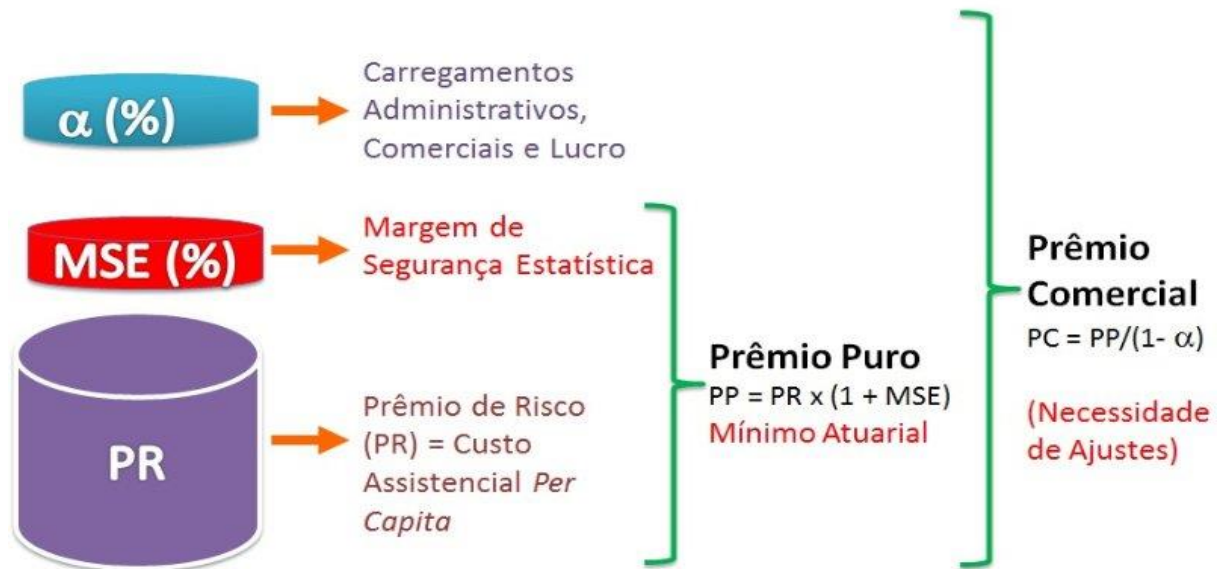 α (%)
Carregamentos
Administrativos,
Comerciais e Lucro
MSE (%)
Margem de
Segurança Estatística
PR
Prêmio de Risco
(PR) = Custo
Assistencial Per
Capita
Prêmio Puro
PP = PR x (1 + MSE)
Mínimo Atuarial
Prêmio
Comercial
PC = PP/(1- α)
(Necessidade
de Ajustes)